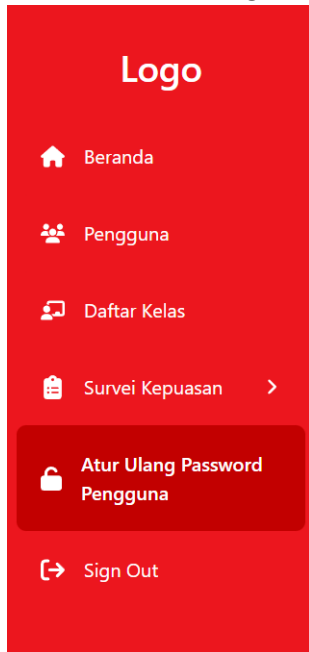 Logo
Beranda
Pengguna
Daftar Kelas
Survei Kepuasan
Atur Ulang Password
Pengguna
Sign Out